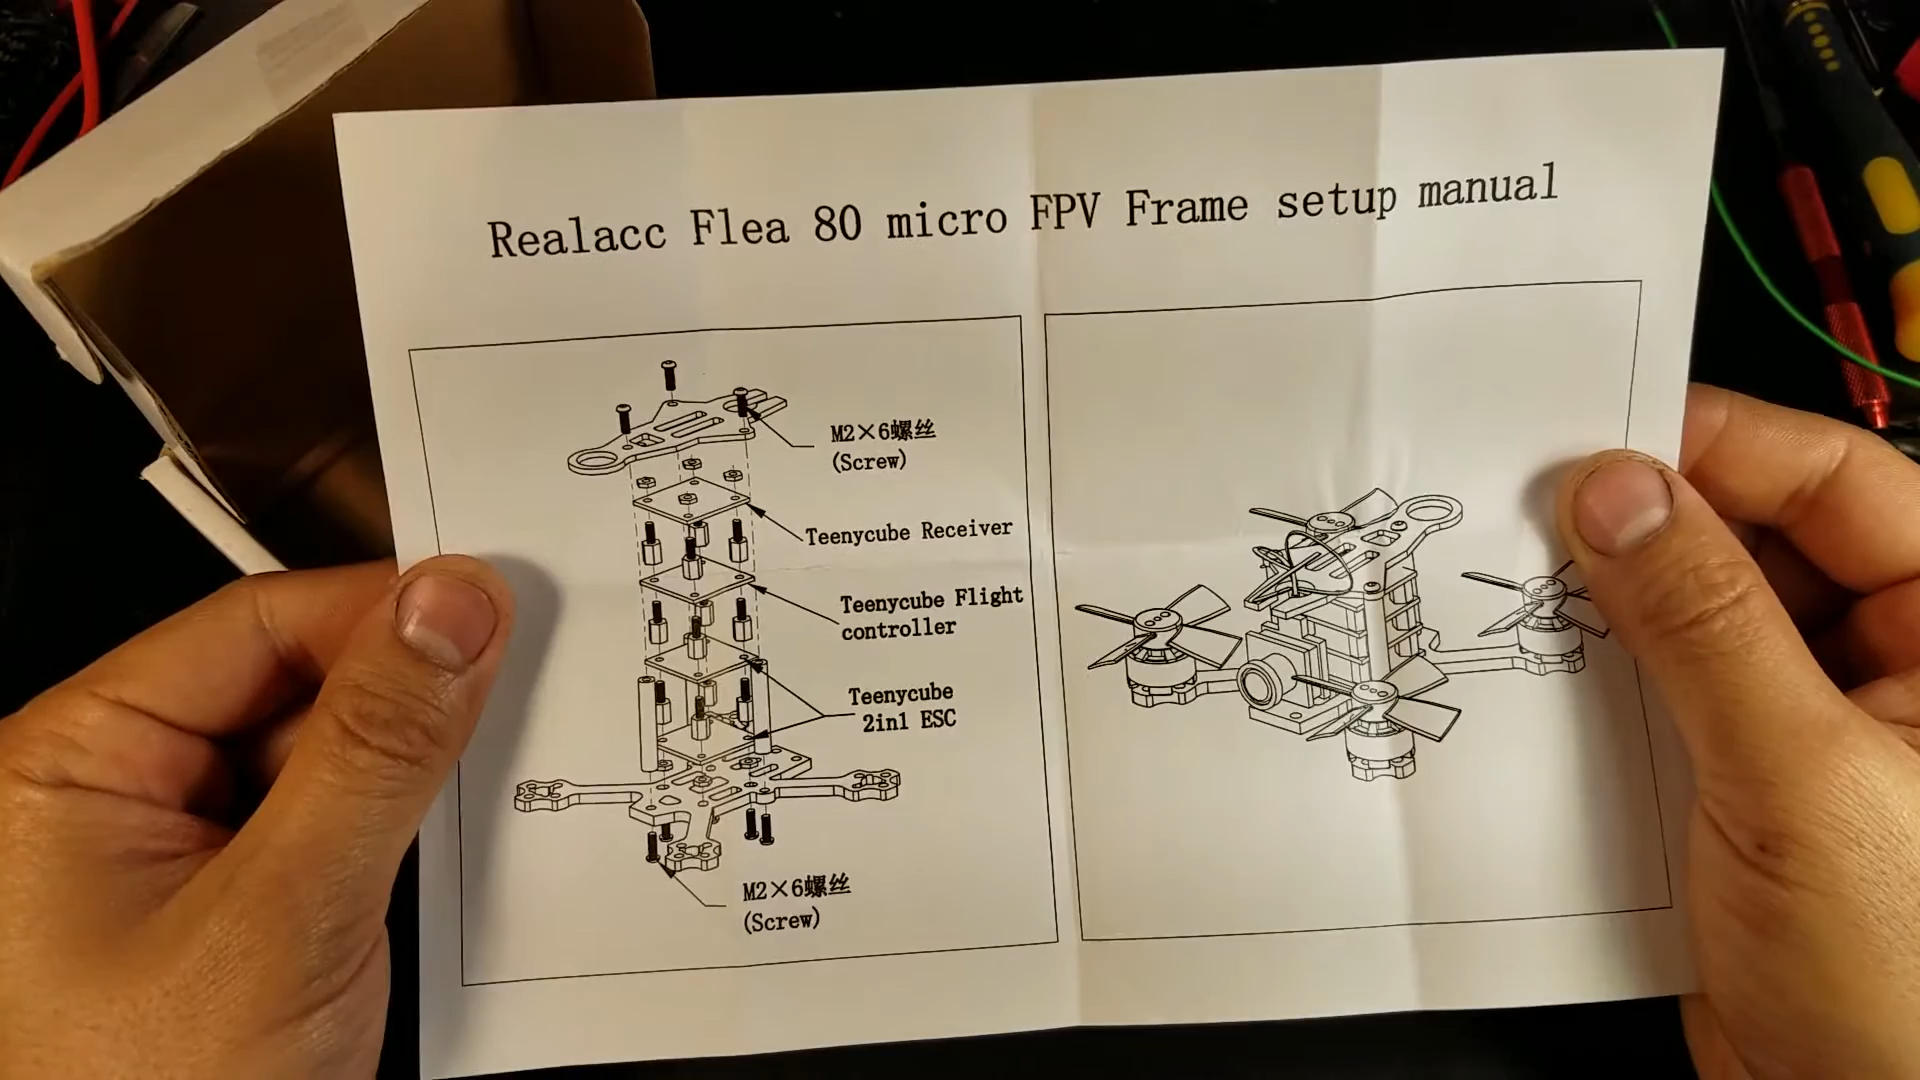 Realacc Flea 80 micro FPV Frame setup manual
M2×6螺丝
(Screw)
Teenycube Receiver
Teenycube Flight
controller
Teenycube
2in1 ESC
M2×6螺丝
(Screw)